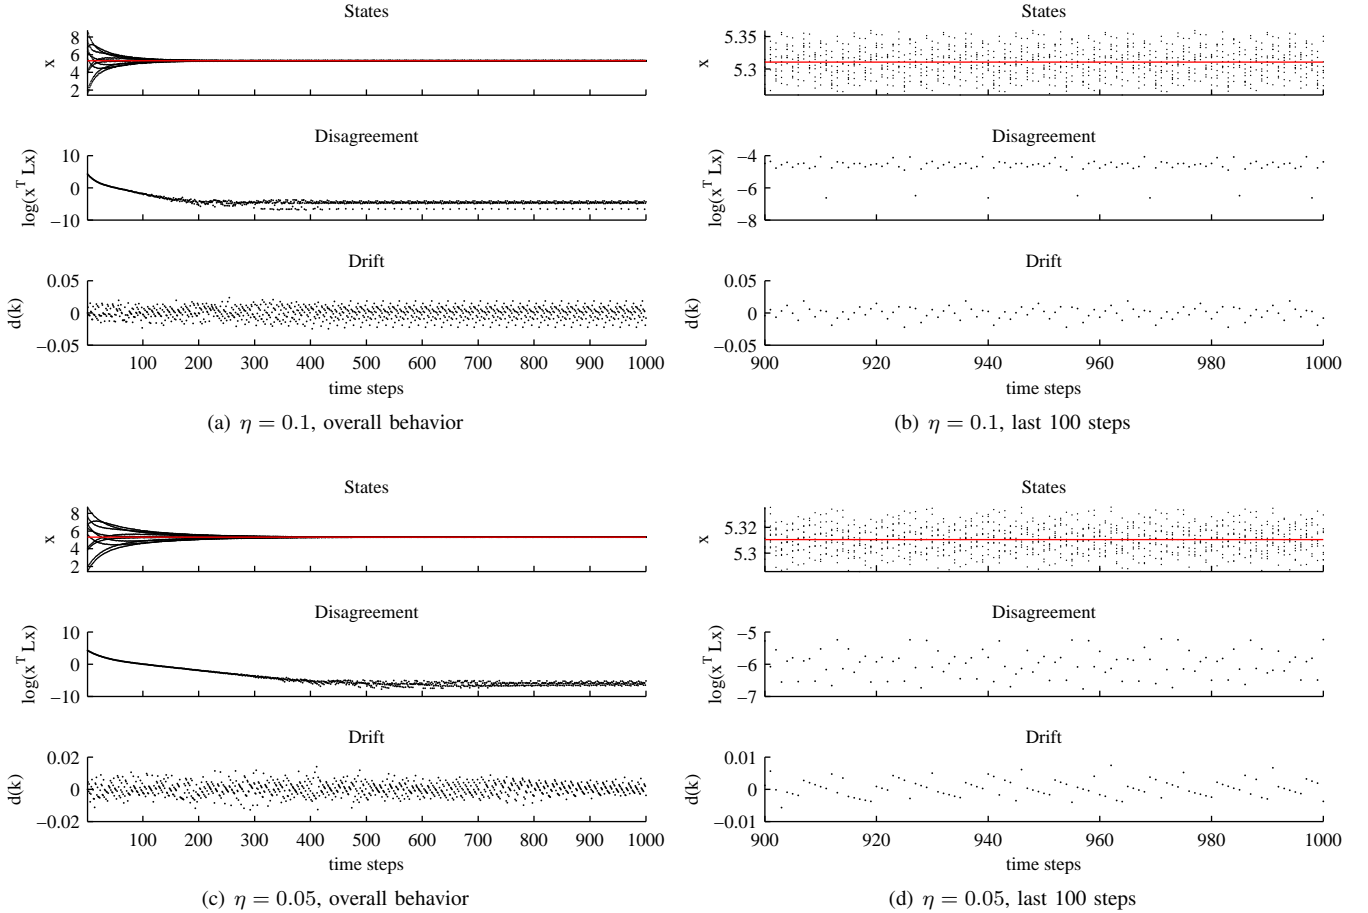 States
8
6
4
2
x
Disagreement
10
0
−10
log(x^T Lx)
Drift
0.05
0
−0.05
d(k)
100 200 300 400 500 600 700 800 900 1000
time steps
(a) η = 0.1, overall behavior
States
5.35
5.3
x
Disagreement
−4
−6
−8
log(x^T Lx)
Drift
0.05
0
−0.05
d(k)
900 920 940 960 980 1000
time steps
(b) η = 0.1, last 100 steps
States
8
6
4
2
x
Disagreement
10
0
−10
log(x^T Lx)
Drift
0.02
0
−0.02
d(k)
100 200 300 400 500 600 700 800 900 1000
time steps
(c) η = 0.05, overall behavior
States
5.32
5.3
x
Disagreement
−5
−6
−7
log(x^T Lx)
Drift
0.01
0
−0.01
d(k)
900 920 940 960 980 1000
time steps
(d) η = 0.05, last 100 steps